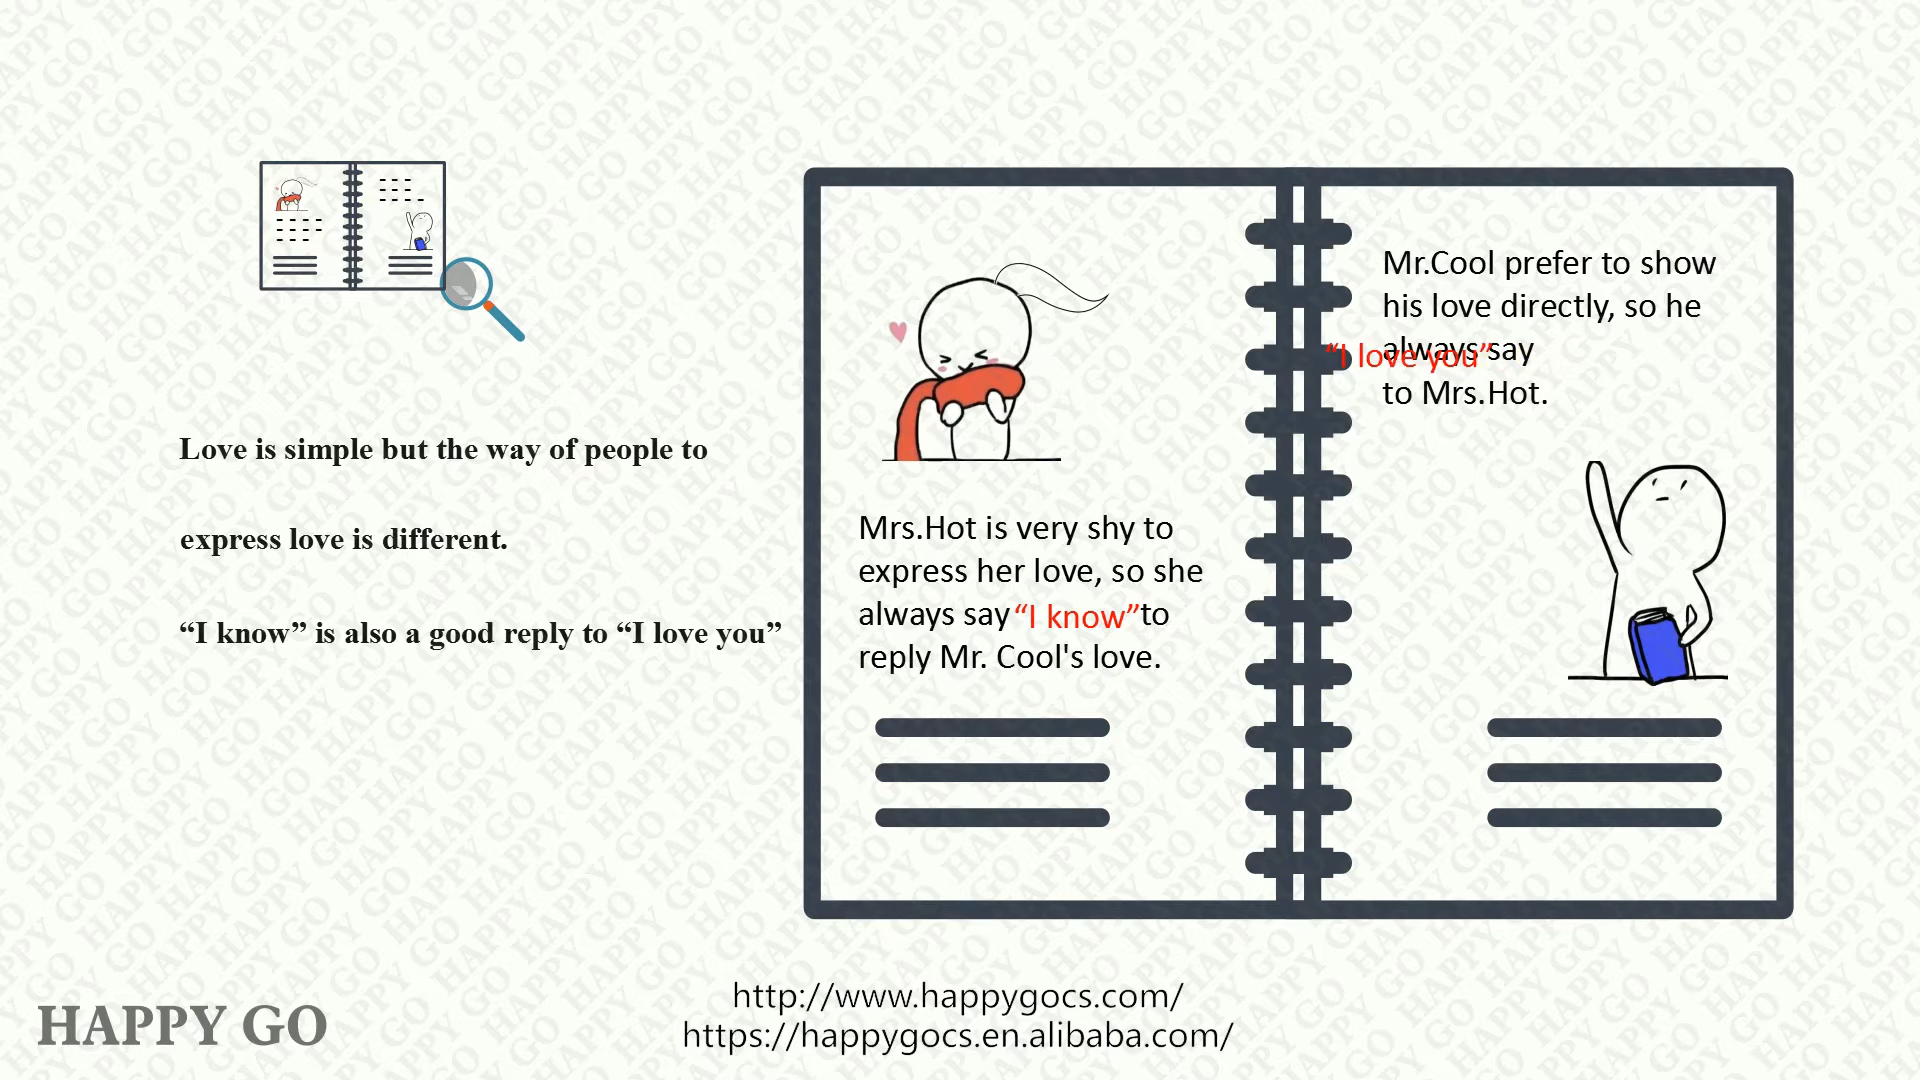 Love is simple but the way of people to
express love is different.
“I know” is also a good reply to “I love you”
Mrs.Hot is very shy to
express her love, so she
always say “I know” to
reply Mr. Cool's love.
Mr.Cool prefer to show
his love directly, so he
always say
“I love you”
to Mrs.Hot.
HAPPY GO
http://www.happygocs.com/
https://happygocs.en.alibaba.com/